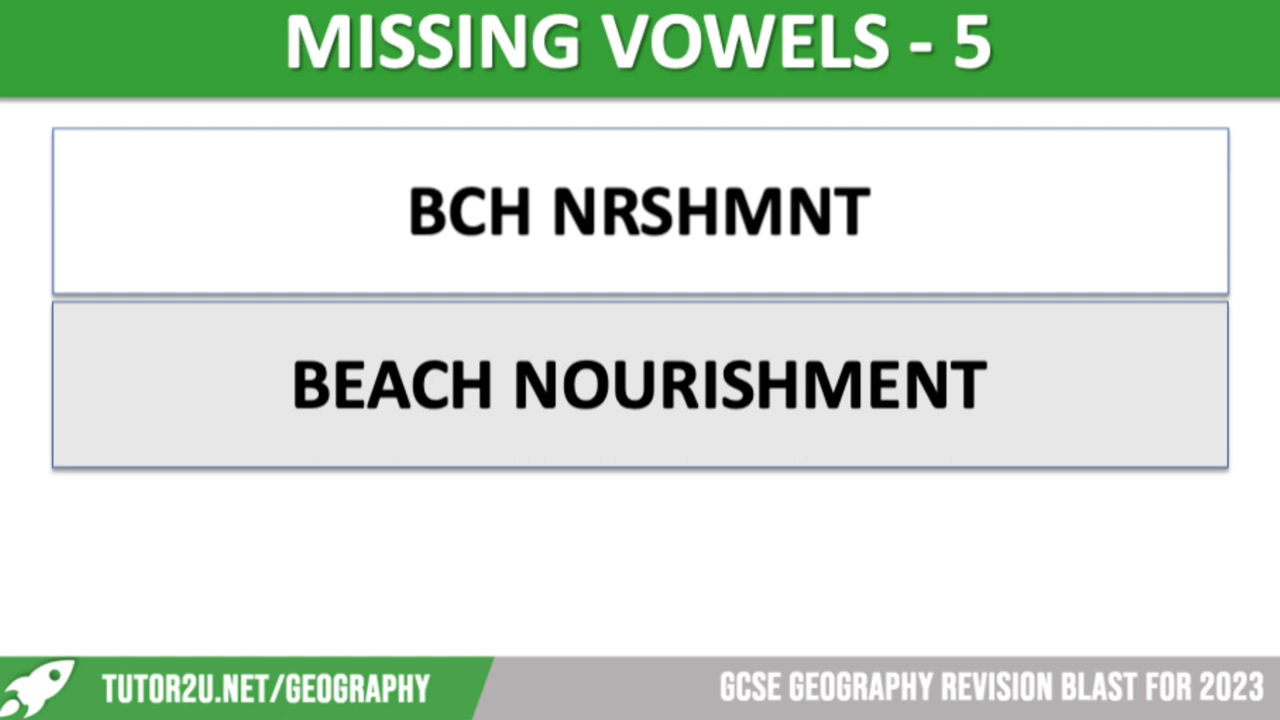 MISSING VOWELS - 5
BCH NRSHMNT
BEACH NOURISHMENT
TUTOR2U.NET/GEOGRAPHY
GCSE GEOGRAPHY REVISION BLAST FOR 2023